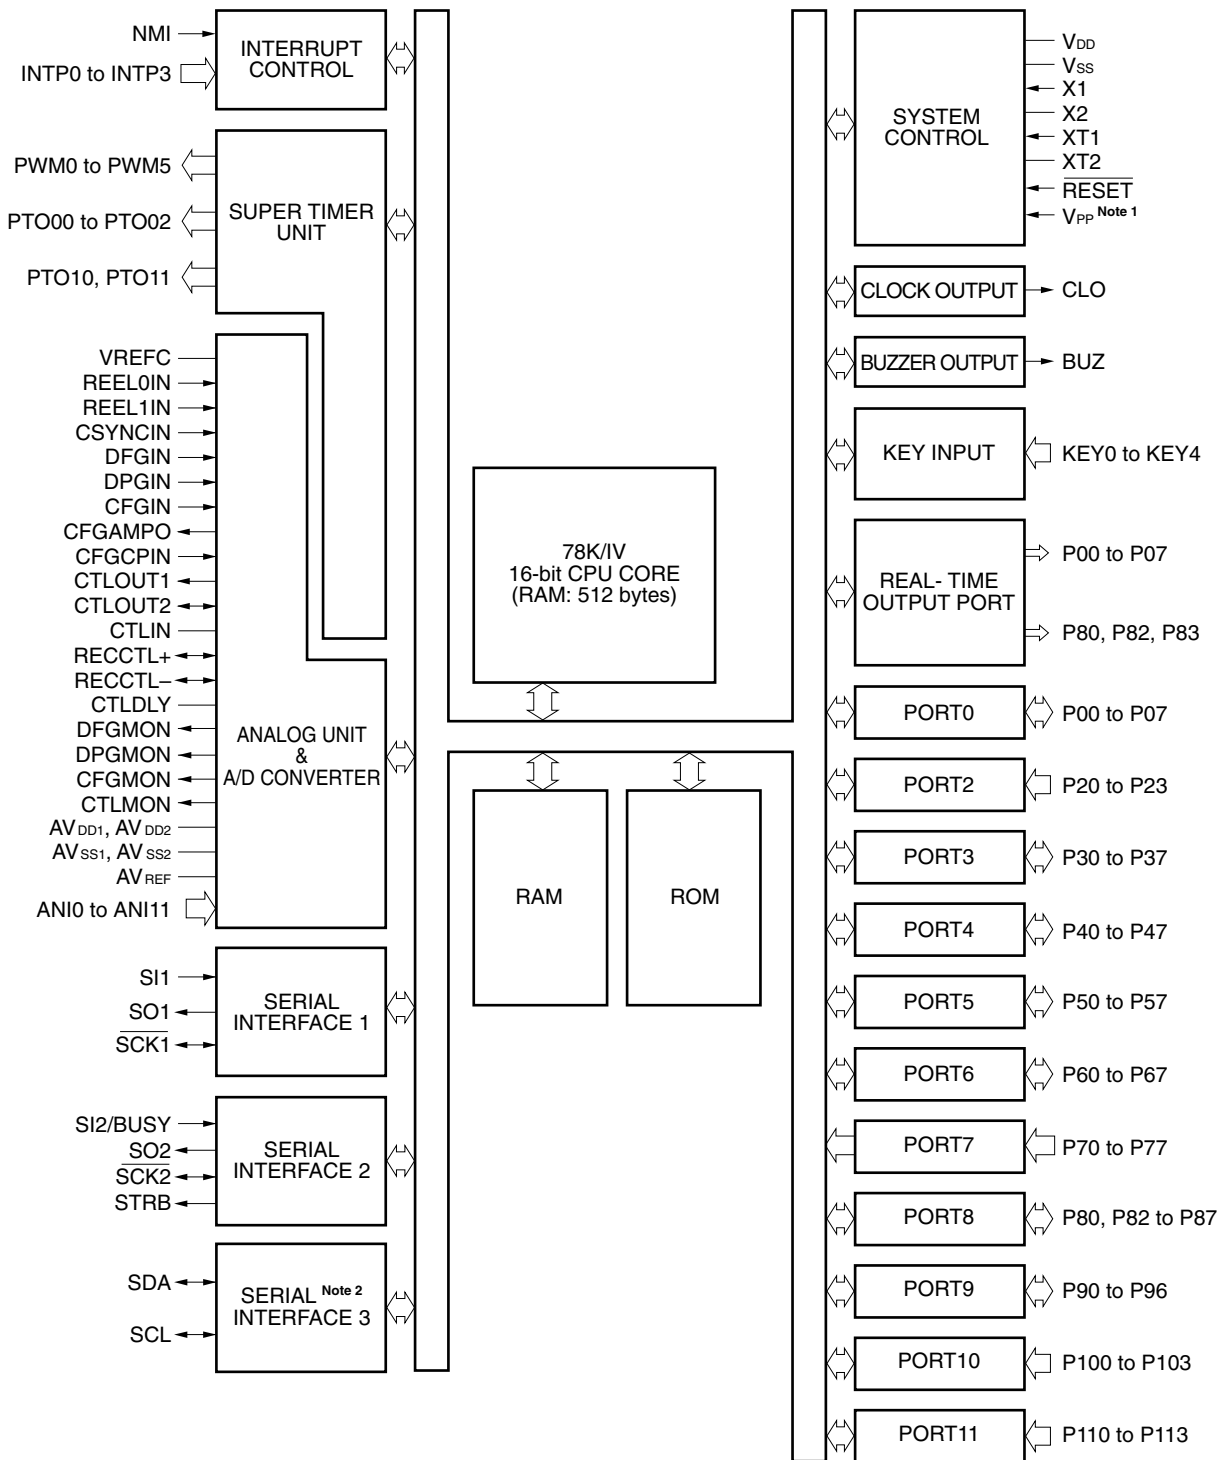 NMI
INTP0 to INTP3
INTERRUPT
CONTROL
PWM0 to PWM5
PTO00 to PTO02
PTO10, PTO11
SUPER TIMER
UNIT
VREFC
REEL0IN
REEL1IN
CSYNCIN
DFGIN
DPGIN
CFGIN
CFGAMPO
CFGCPIN
CTLOUT1
CTLOUT2
CTLIN
RECCTL+
RECCTL−
CTLDLY
DFGMON
DPGMON
CFGMON
CTLMON
AVDD1, AVDD2
AVSS1, AVSS2
AVREF
ANI0 to ANI11
ANALOG UNIT
&
A/D CONVERTER
SI1
SO1
SCK1
SERIAL
INTERFACE 1
SI2/BUSY
SO2
SCK2
STRB
SERIAL
INTERFACE 2
SDA
SCL
SERIAL Note 2
INTERFACE 3
78K/IV
16-bit CPU CORE
(RAM: 512 bytes)
RAM
ROM
SYSTEM
CONTROL
VDD
VSS
X1
X2
XT1
XT2
RESET
VPP Note 1
CLOCK OUTPUT
CLO
BUZZER OUTPUT
BUZ
KEY INPUT
KEY0 to KEY4
REAL- TIME
OUTPUT PORT
P00 to P07
P80, P82, P83
PORT0
P00 to P07
PORT2
P20 to P23
PORT3
P30 to P37
PORT4
P40 to P47
PORT5
P50 to P57
PORT6
P60 to P67
PORT7
P70 to P77
PORT8
P80, P82 to P87
PORT9
P90 to P96
PORT10
P100 to P103
PORT11
P110 to P113